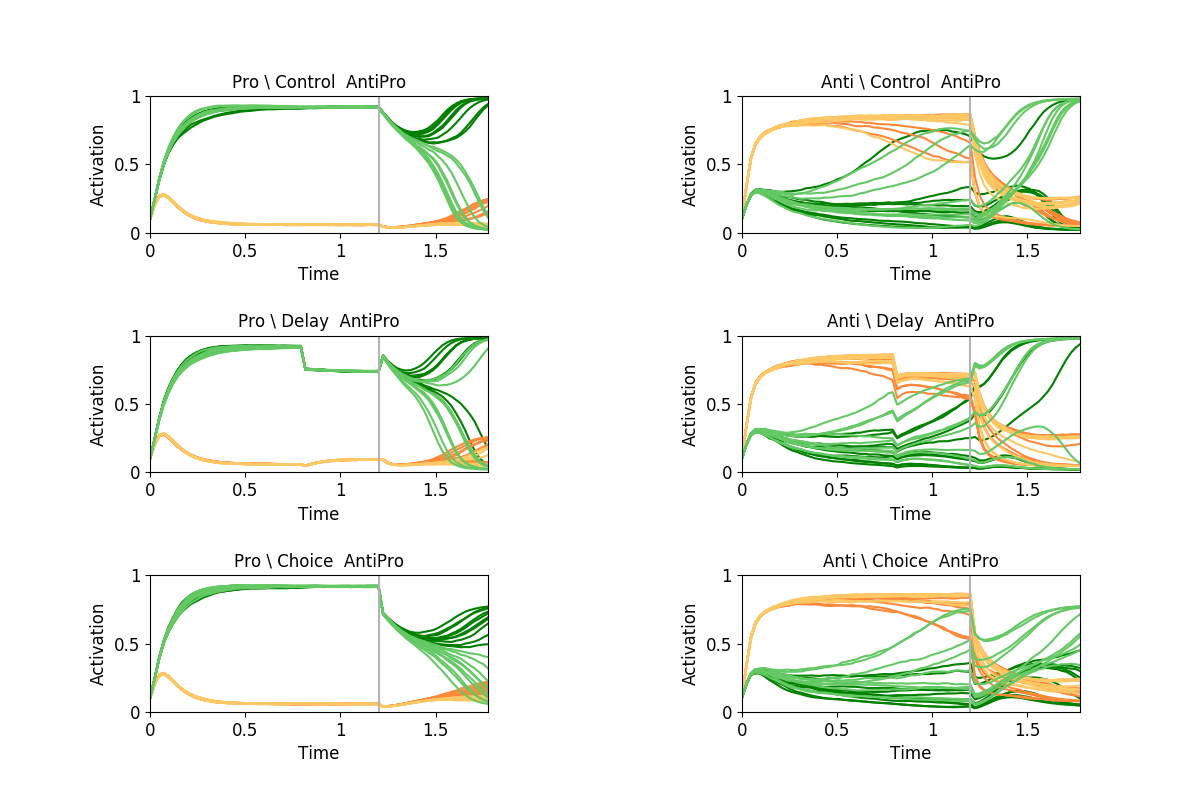 Pro \ Control  AntiPro
1
0.5
0
Activation
0
0.5
1
1.5
Time
Anti \ Control  AntiPro
1
0.5
0
Activation
0
0.5
1
1.5
Time
Pro \ Delay  AntiPro
1
0.5
0
Activation
0
0.5
1
1.5
Time
Anti \ Delay  AntiPro
1
0.5
0
Activation
0
0.5
1
1.5
Time
Pro \ Choice  AntiPro
1
0.5
0
Activation
0
0.5
1
1.5
Time
Anti \ Choice  AntiPro
1
0.5
0
Activation
0
0.5
1
1.5
Time